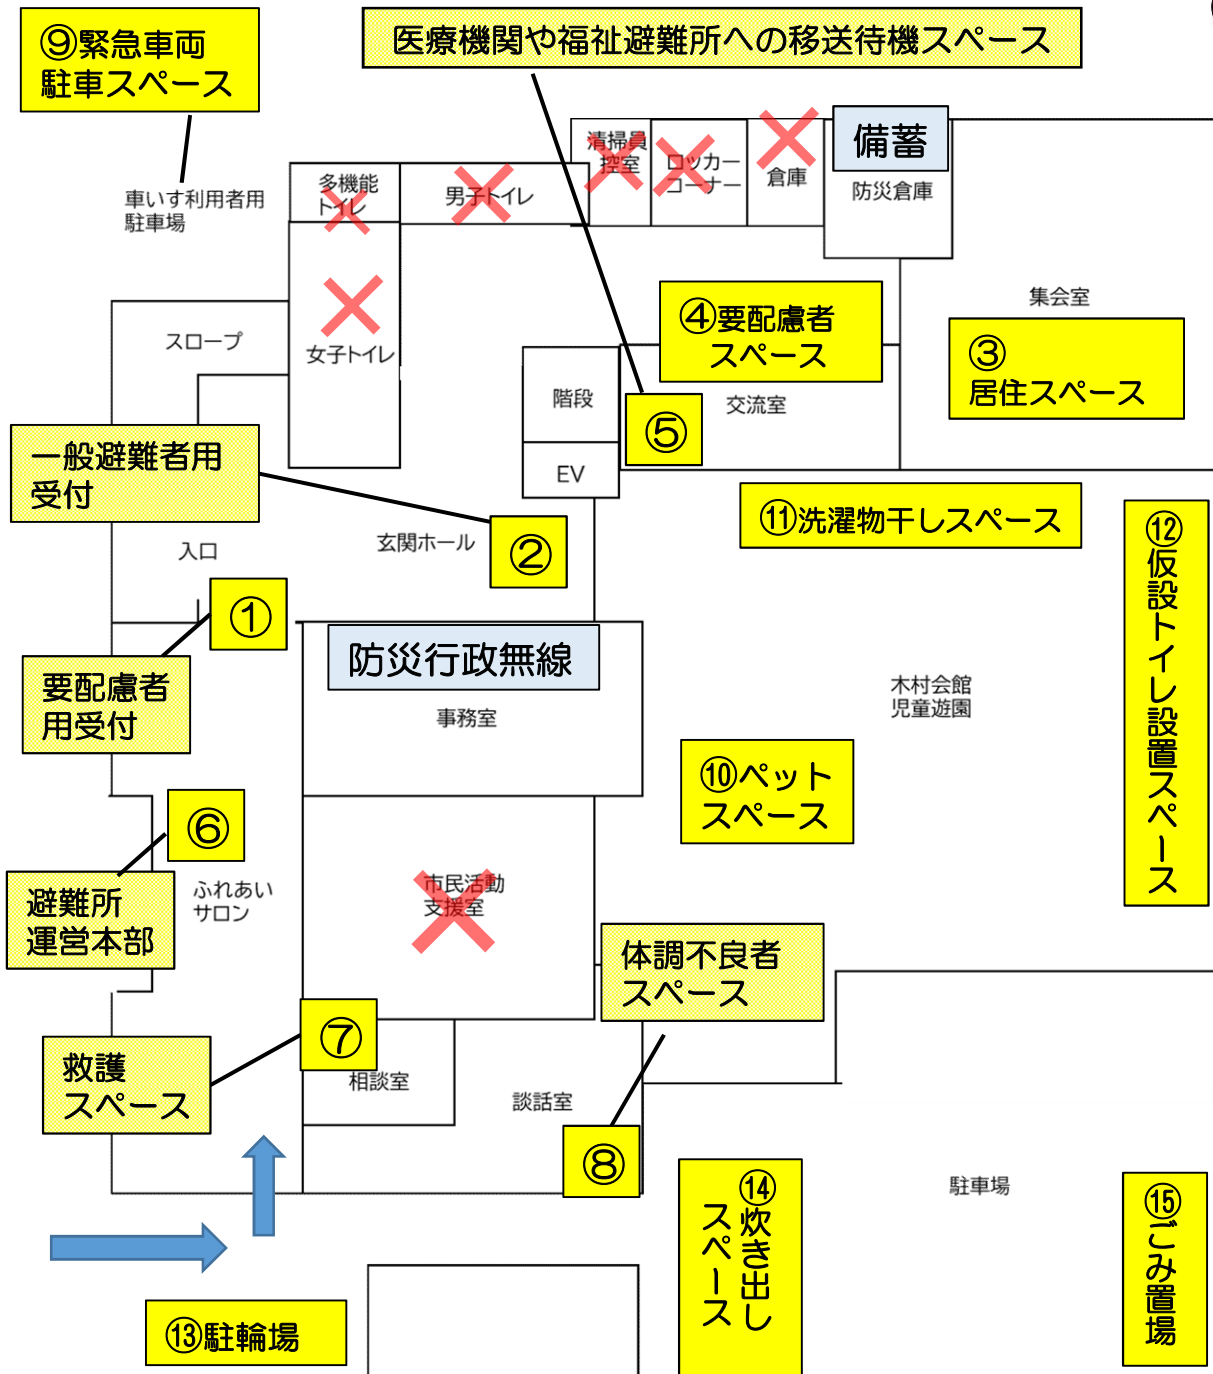 ⑨緊急車両
駐車スペース
医療機関や福祉避難所への移送待機スペース
清掃員
控室
ロッカー
コーナー
倉庫
備蓄
防災倉庫
多機能
トイレ
男子トイレ
車いす利用者用
駐車場
集会室
④要配慮者
スペース
③
居住スペース
スロープ
女子トイレ
階段
交流室
⑤
EV
一般避難者用
受付
⑪洗濯物干しスペース
⑫仮設トイレ設置スペース
入口
玄関ホール
②
①
防災行政無線
要配慮者
用受付
事務室
木村会館
児童遊園
⑩ペット
スペース
⑥
避難所
運営本部
ふれあい
サロン
市民活動
支援室
体調不良者
スペース
⑦
救護
スペース
相談室
談話室
⑧
⑭炊き出し
スペース
駐車場
⑮ごみ置場
⑬駐輪場